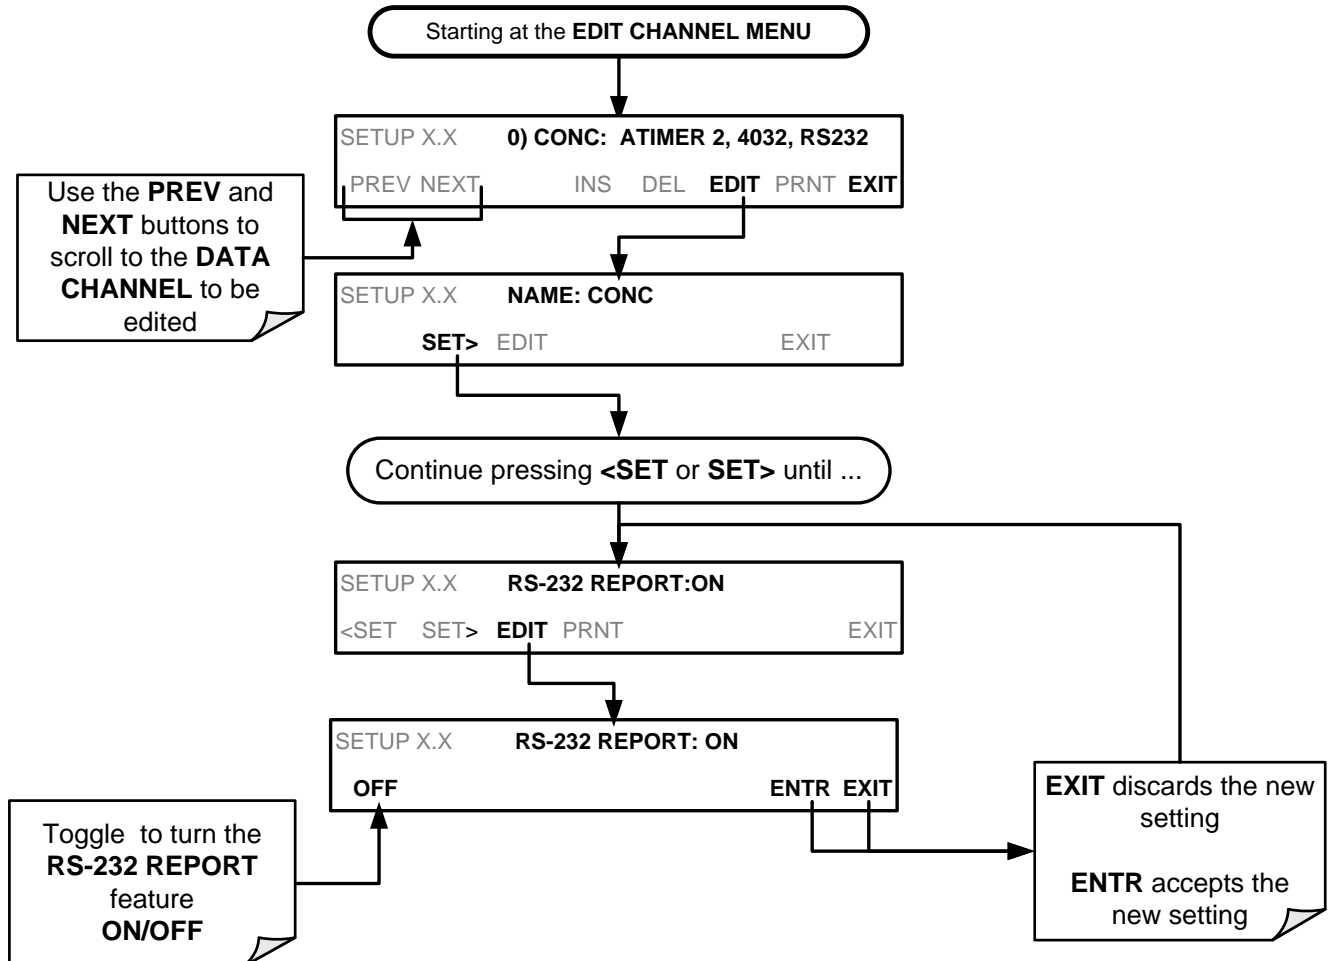 Starting at the EDIT CHANNEL MENU
SETUP X.X 0) CONC: ATIMER 2, 4032, RS232
PREV NEXT INS DEL EDIT PRNT EXIT
Use the PREV and
NEXT buttons to
scroll to the DATA
CHANNEL to be
edited
SETUP X.X NAME: CONC
SET> EDIT EXIT
Continue pressing <SET or SET> until ...
SETUP X.X RS-232 REPORT:ON
<SET SET> EDIT PRNT EXIT
SETUP X.X RS-232 REPORT: ON
OFF ENTR EXIT
Toggle to turn the
RS-232 REPORT
feature
ON/OFF
EXIT discards the new
setting
ENTR accepts the
new setting